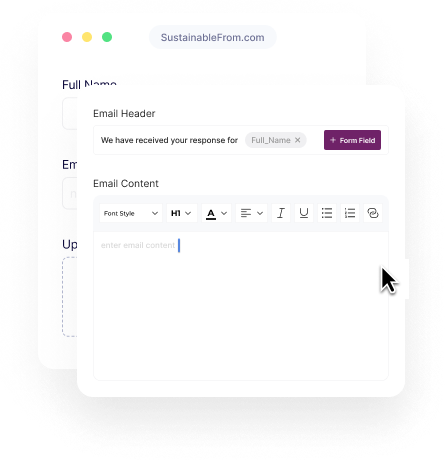 SustainableFrom.com
Full Name
Email Header
We have received your response for Full_Name × + Form Field
Em
Email Content
Font Style H1 A I U
enter email content
Up